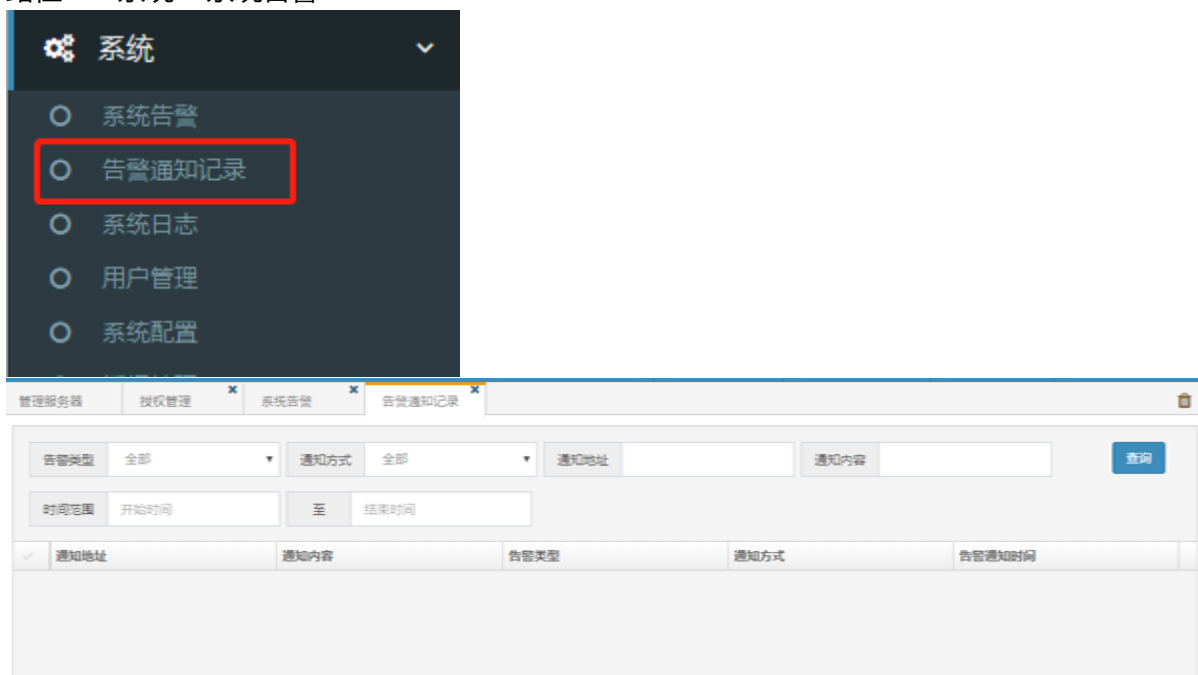 系统
系统告警
告警通知记录
系统日志
用户管理
系统配置
管理服务器 授权管理 系统告警 告警通知记录
告警类型 全部 通知方式 全部 通知地址 通知内容 查询
时间范围 开始时间 至 结束时间
通知地址 通知内容 告警类型 通知方式 告警通知时间